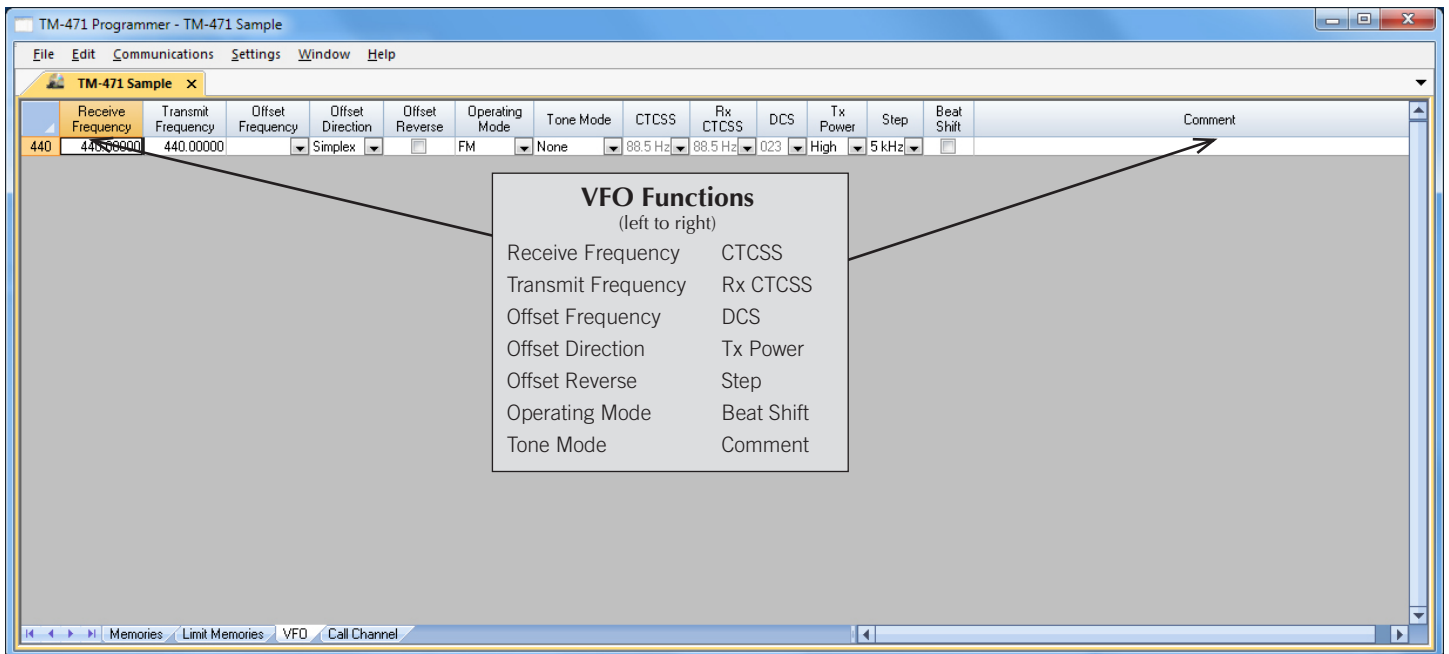 TM-471 Programmer - TM-471 Sample
File Edit Communications Settings Window Help
TM-471 Sample X
Receive Frequency Transmit Frequency Offset Frequency Offset Direction Offset Reverse Operating Mode Tone Mode CTCSS Rx CTCSS DCS Tx Power Step Beat Shift Comment
440 440.00000 440.00000 Simplex FM None 88.5 Hz 88.5 Hz 023 High 5 kHz
VFO Functions
(left to right)
Receive Frequency CTCSS
Transmit Frequency Rx CTCSS
Offset Frequency DCS
Offset Direction Tx Power
Offset Reverse Step
Operating Mode Beat Shift
Tone Mode Comment
Memories Limit Memories VFO Call Channel